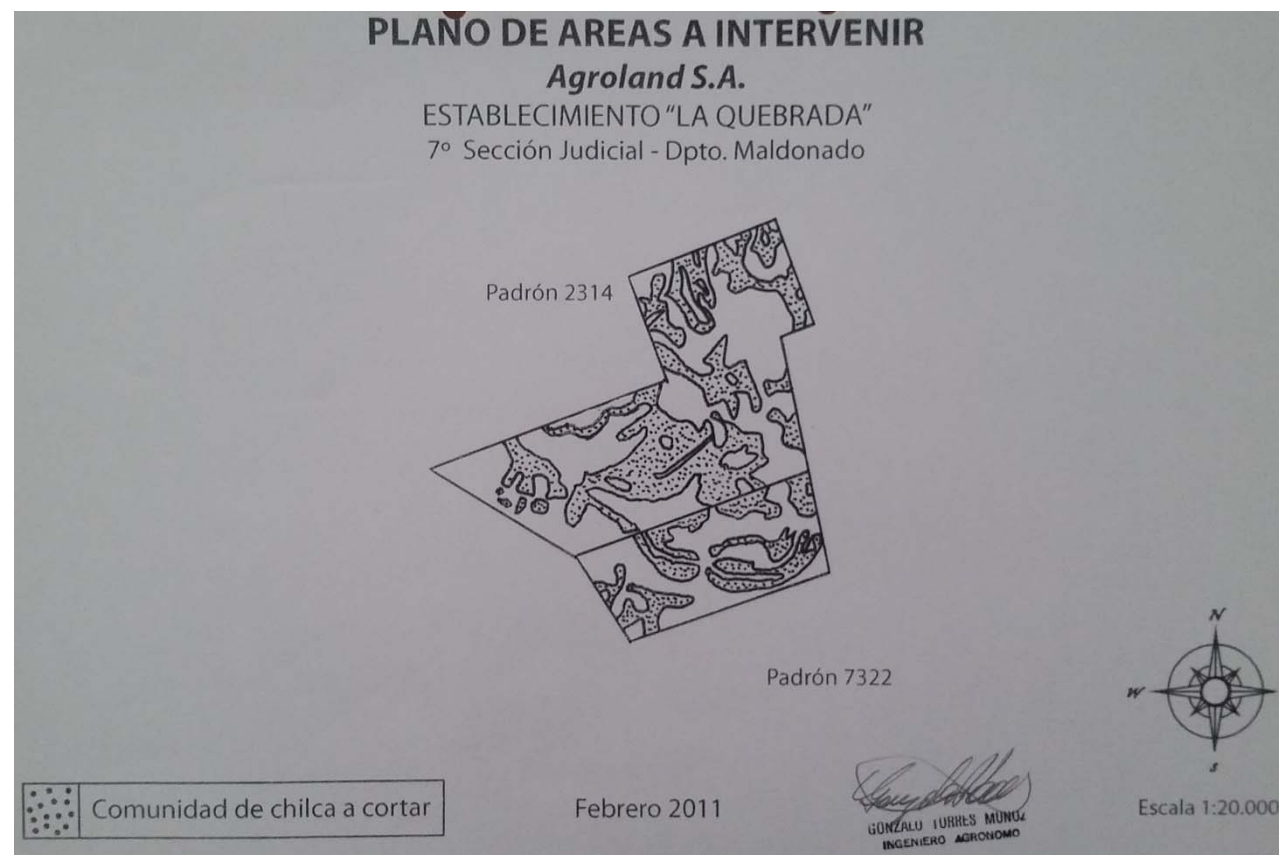 PLANO DE AREAS A INTERVENIR
Agroland S.A.
ESTABLECIMIENTO "LA QUEBRADA"
7º Sección Judicial - Dpto. Maldonado
Padrón 2314
Padrón 7322
N
W
S
Comunidad de chilca a cortar
Febrero 2011
GONZALO TORRES MUÑOZ
INGENIERO AGRONOMO
Escala 1:20.000